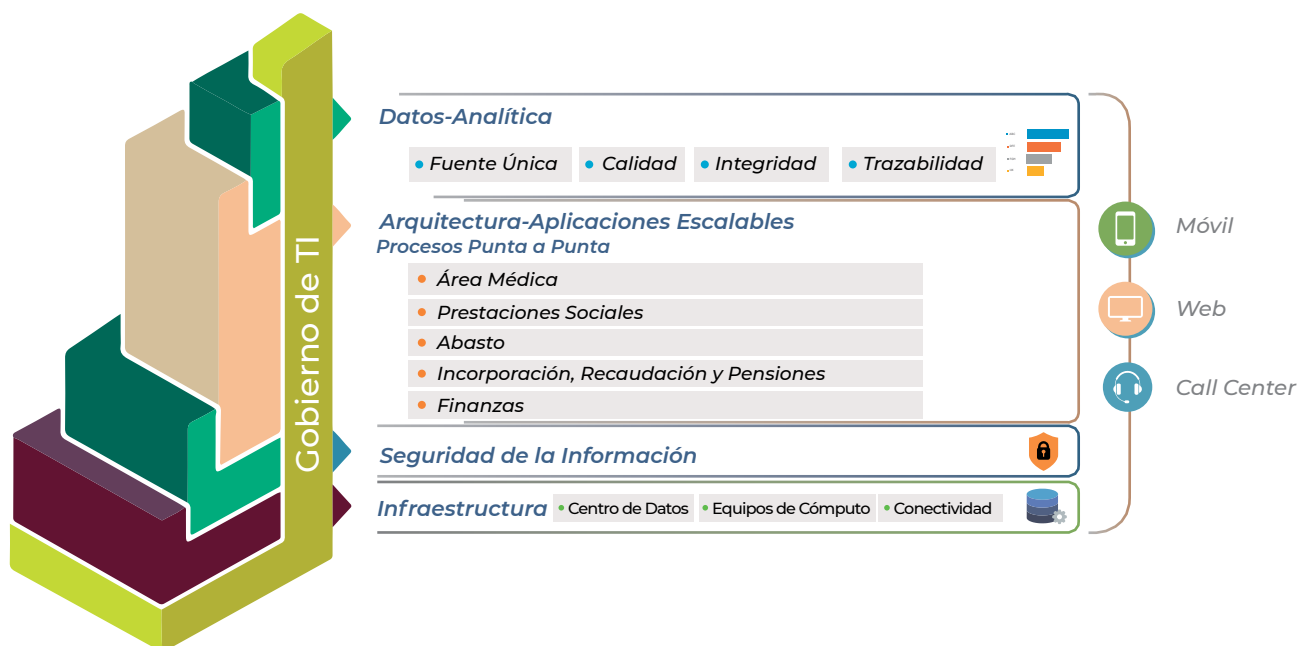 Gobierno de TI
Datos-Analítica
• Fuente Única • Calidad • Integridad • Trazabilidad
Arquitectura-Aplicaciones Escalables
Procesos Punta a Punta
• Área Médica
• Prestaciones Sociales
• Abasto
• Incorporación, Recaudación y Pensiones
• Finanzas
Seguridad de la Información
Infraestructura • Centro de Datos • Equipos de Cómputo • Conectividad
Móvil
Web
Call Center